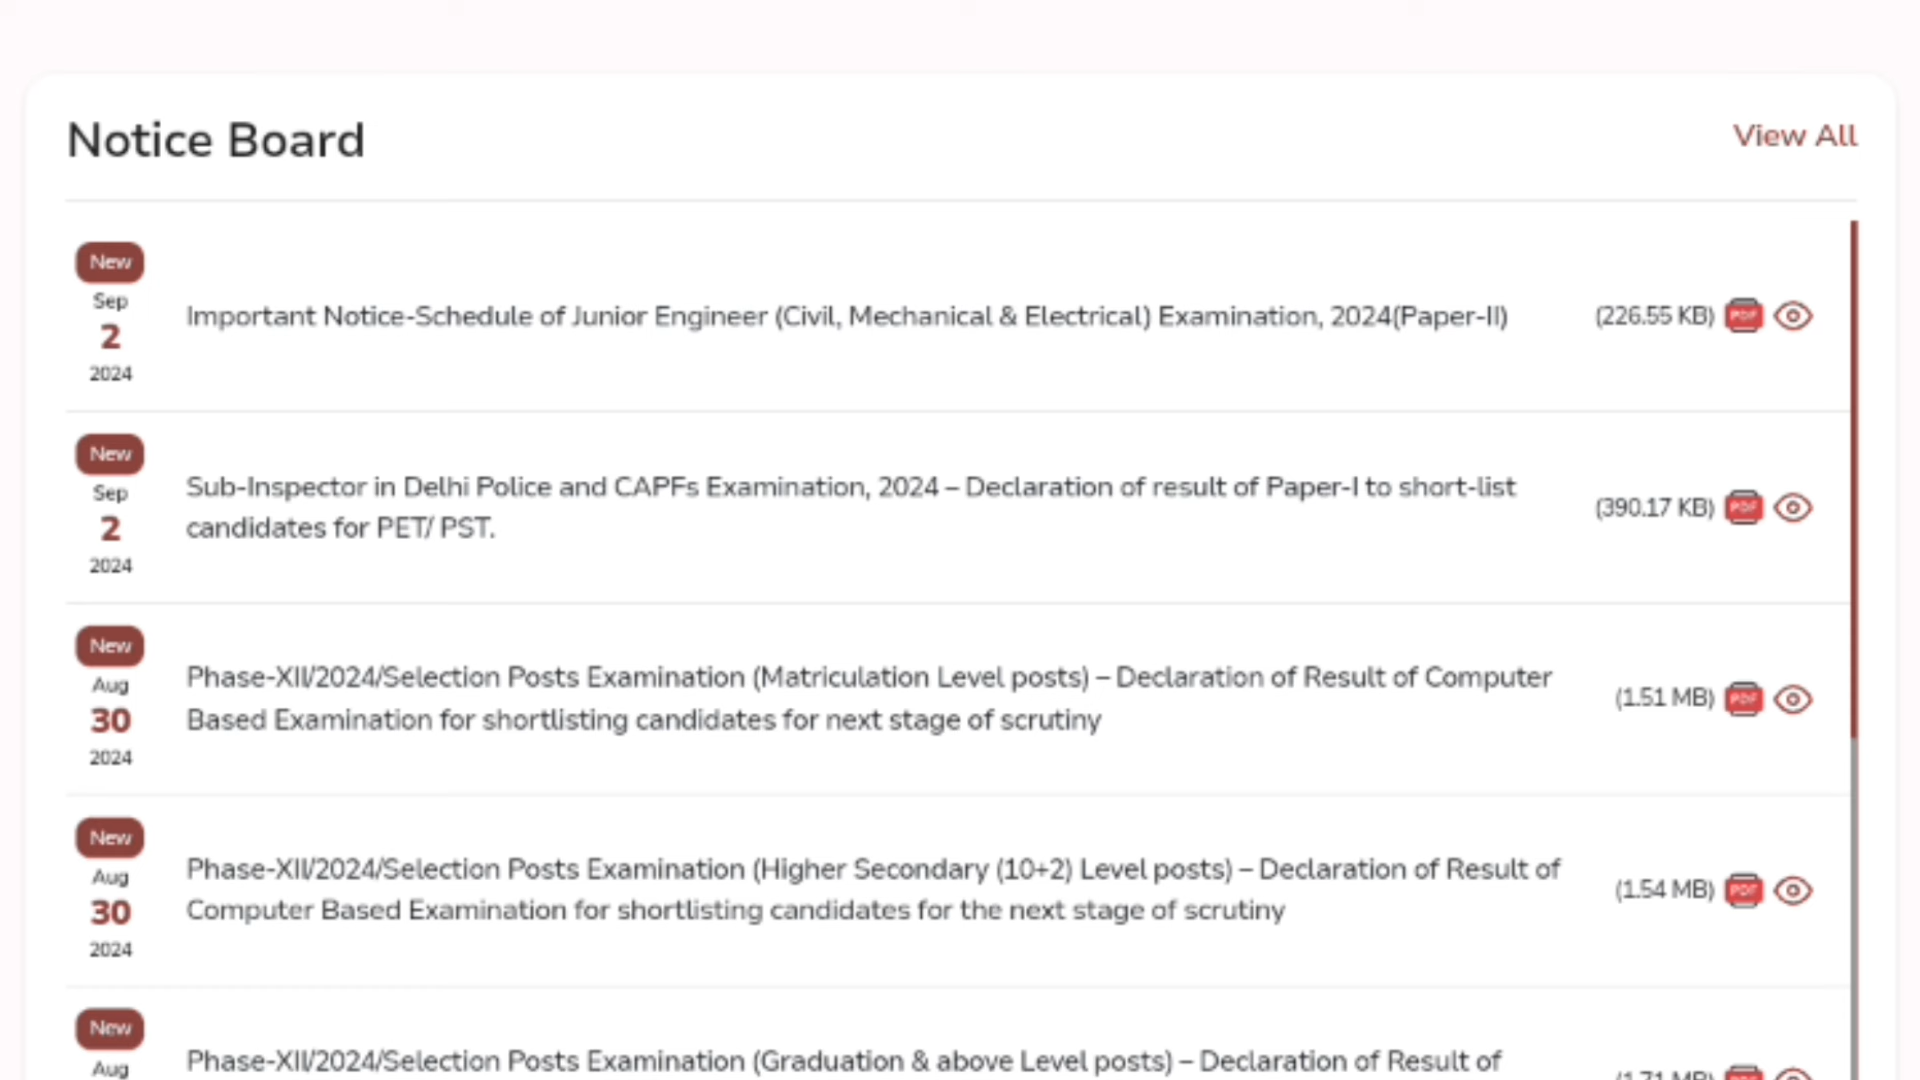 Notice Board
View All
New
Sep
2
2024
Important Notice-Schedule of Junior Engineer (Civil, Mechanical & Electrical) Examination, 2024(Paper-II)
(226.55 KB)
PDF
New
Sep
2
2024
Sub-Inspector in Delhi Police and CAPFs Examination, 2024 – Declaration of result of Paper-I to short-list
candidates for PET/ PST.
(390.17 KB)
PDF
New
Aug
30
2024
Phase-XII/2024/Selection Posts Examination (Matriculation Level posts) – Declaration of Result of Computer
Based Examination for shortlisting candidates for next stage of scrutiny
(1.51 MB)
PDF
New
Aug
30
2024
Phase-XII/2024/Selection Posts Examination (Higher Secondary (10+2) Level posts) – Declaration of Result of
Computer Based Examination for shortlisting candidates for the next stage of scrutiny
(1.54 MB)
PDF
New
Aug
Phase-XII/2024/Selection Posts Examination (Graduation & above Level posts) – Declaration of Result of